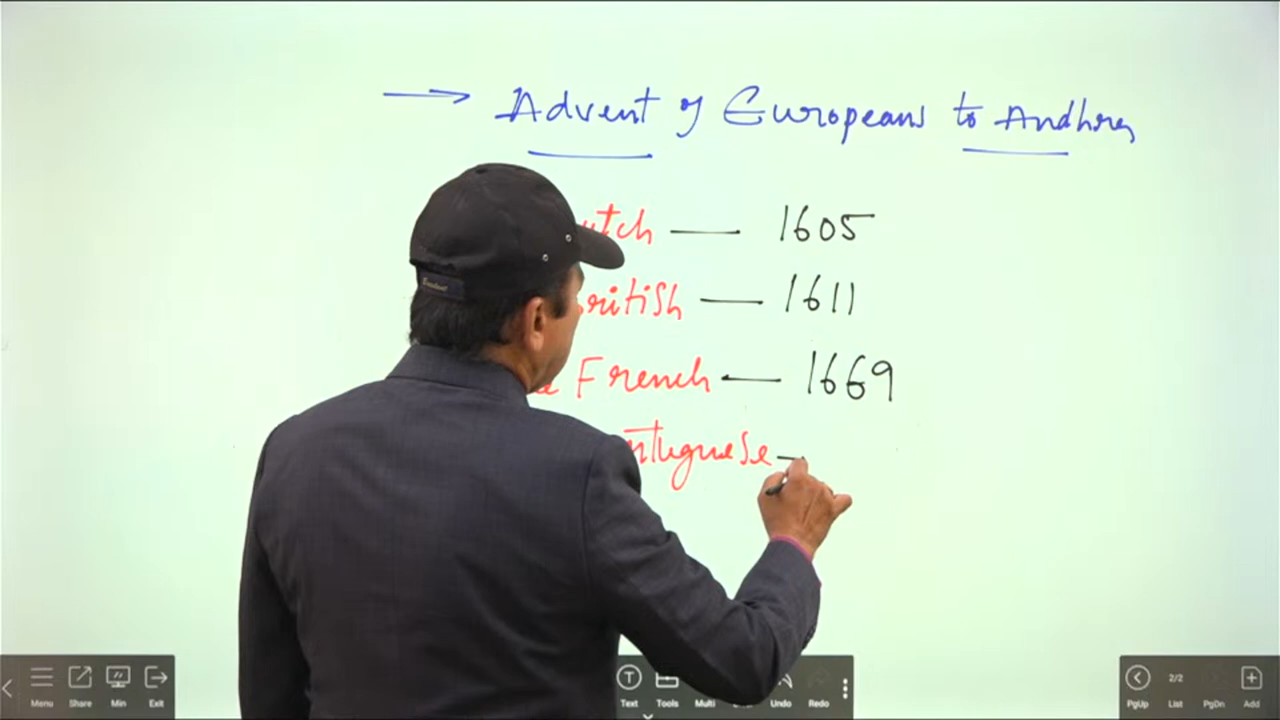 → Advent of Europeans to Andhra
utch — 1605
ritish — 1611
French — 1669
rtuguese —
Menu Share Min Exit Text Tools Multi Undo Redo PgUp 2/2 List PgDn Add